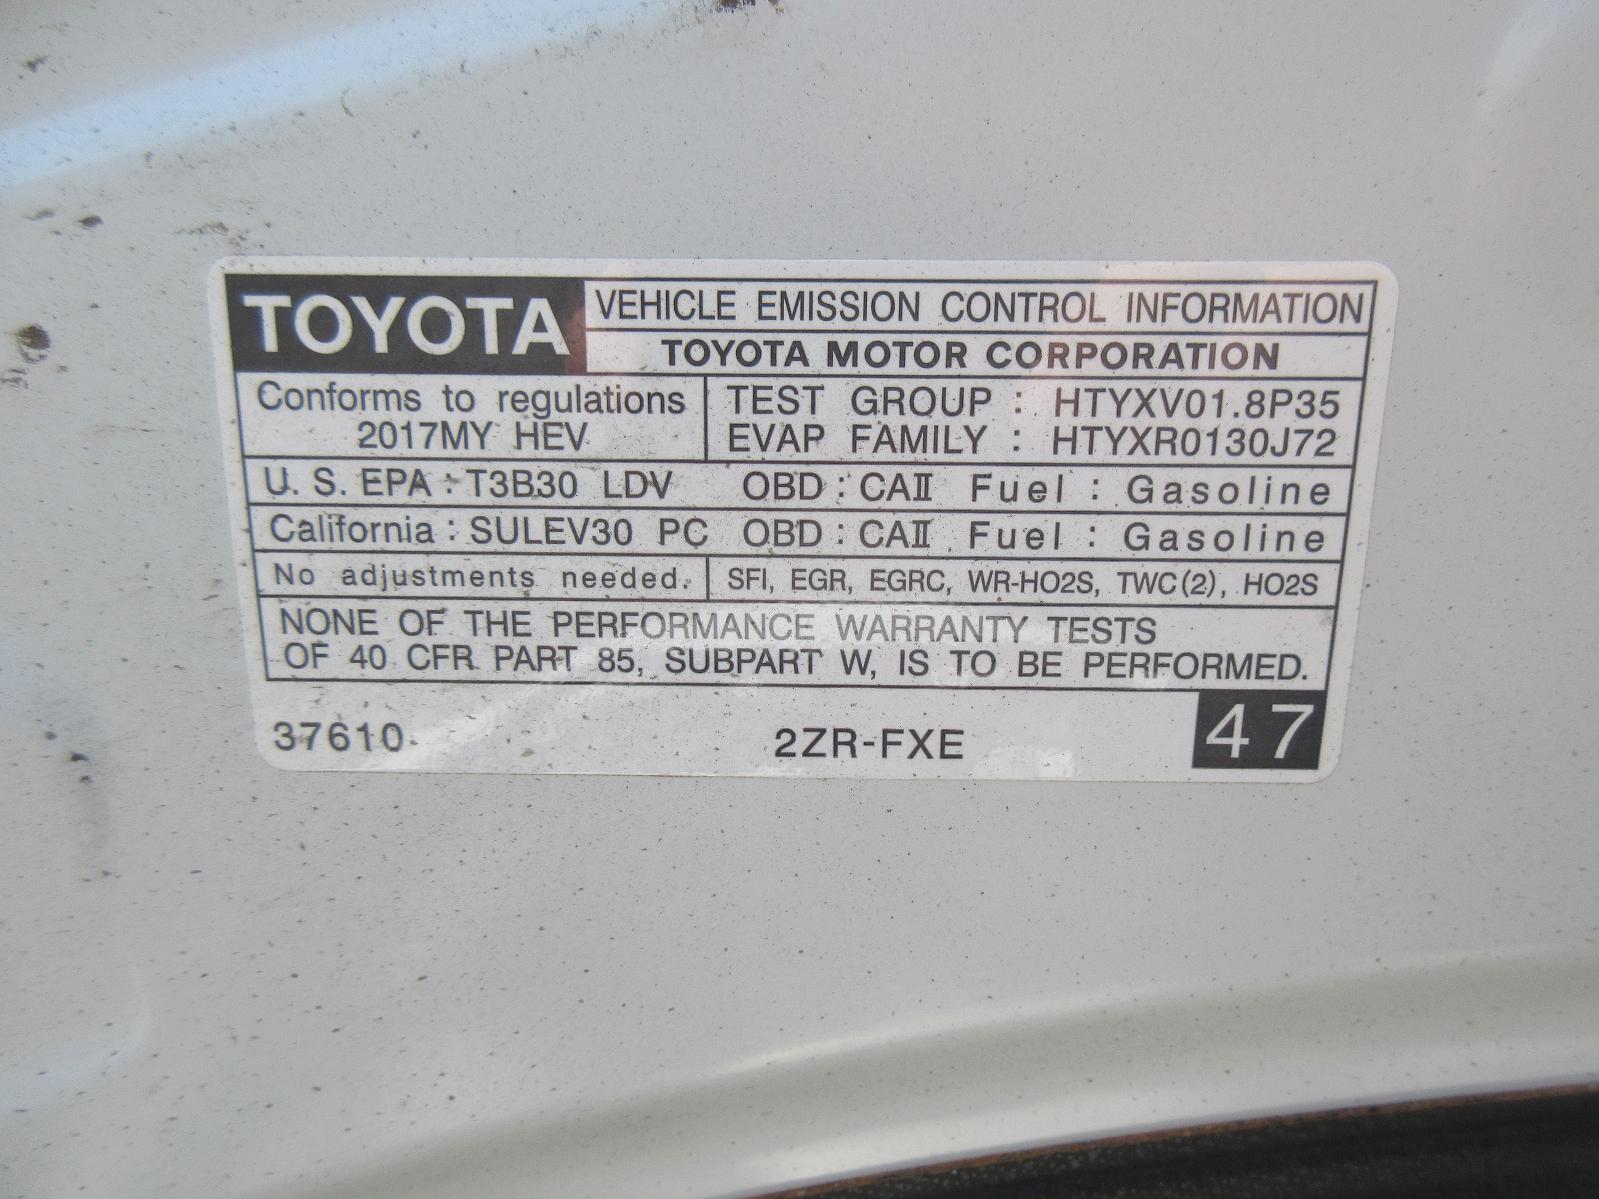 TOYOTA VEHICLE EMISSION CONTROL INFORMATION
TOYOTA MOTOR CORPORATION
Conforms to regulations TEST GROUP : HTYXV01.8P35
2017MY HEV EVAP FAMILY : HTYXR0130J72
U. S. EPA : T3B30 LDV OBD : CAII Fuel : Gasoline
California : SULEV30 PC OBD : CAII Fuel : Gasoline
No adjustments needed. SFI, EGR, EGRC, WR-HO2S, TWC(2), HO2S
NONE OF THE PERFORMANCE WARRANTY TESTS
OF 40 CFR PART 85, SUBPART W, IS TO BE PERFORMED.
37610 2ZR-FXE 47